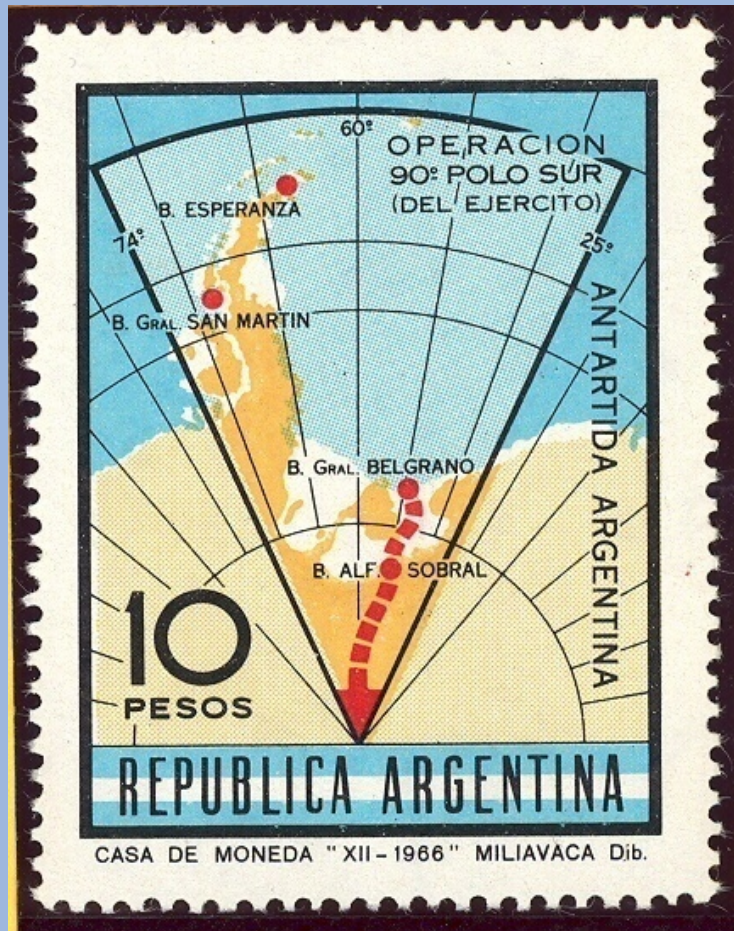 60º
OPERACION
90º POLO SUR
(DEL EJERCITO)
B. ESPERANZA
74º
25º
B. GRAL. SAN MARTIN
ANTARTIDA ARGENTINA
B. GRAL. BELGRANO
B. ALF. SOBRAL
10
PESOS
REPUBLICA ARGENTINA
CASA DE MONEDA "XII-1966" MILIAVACA Dib.